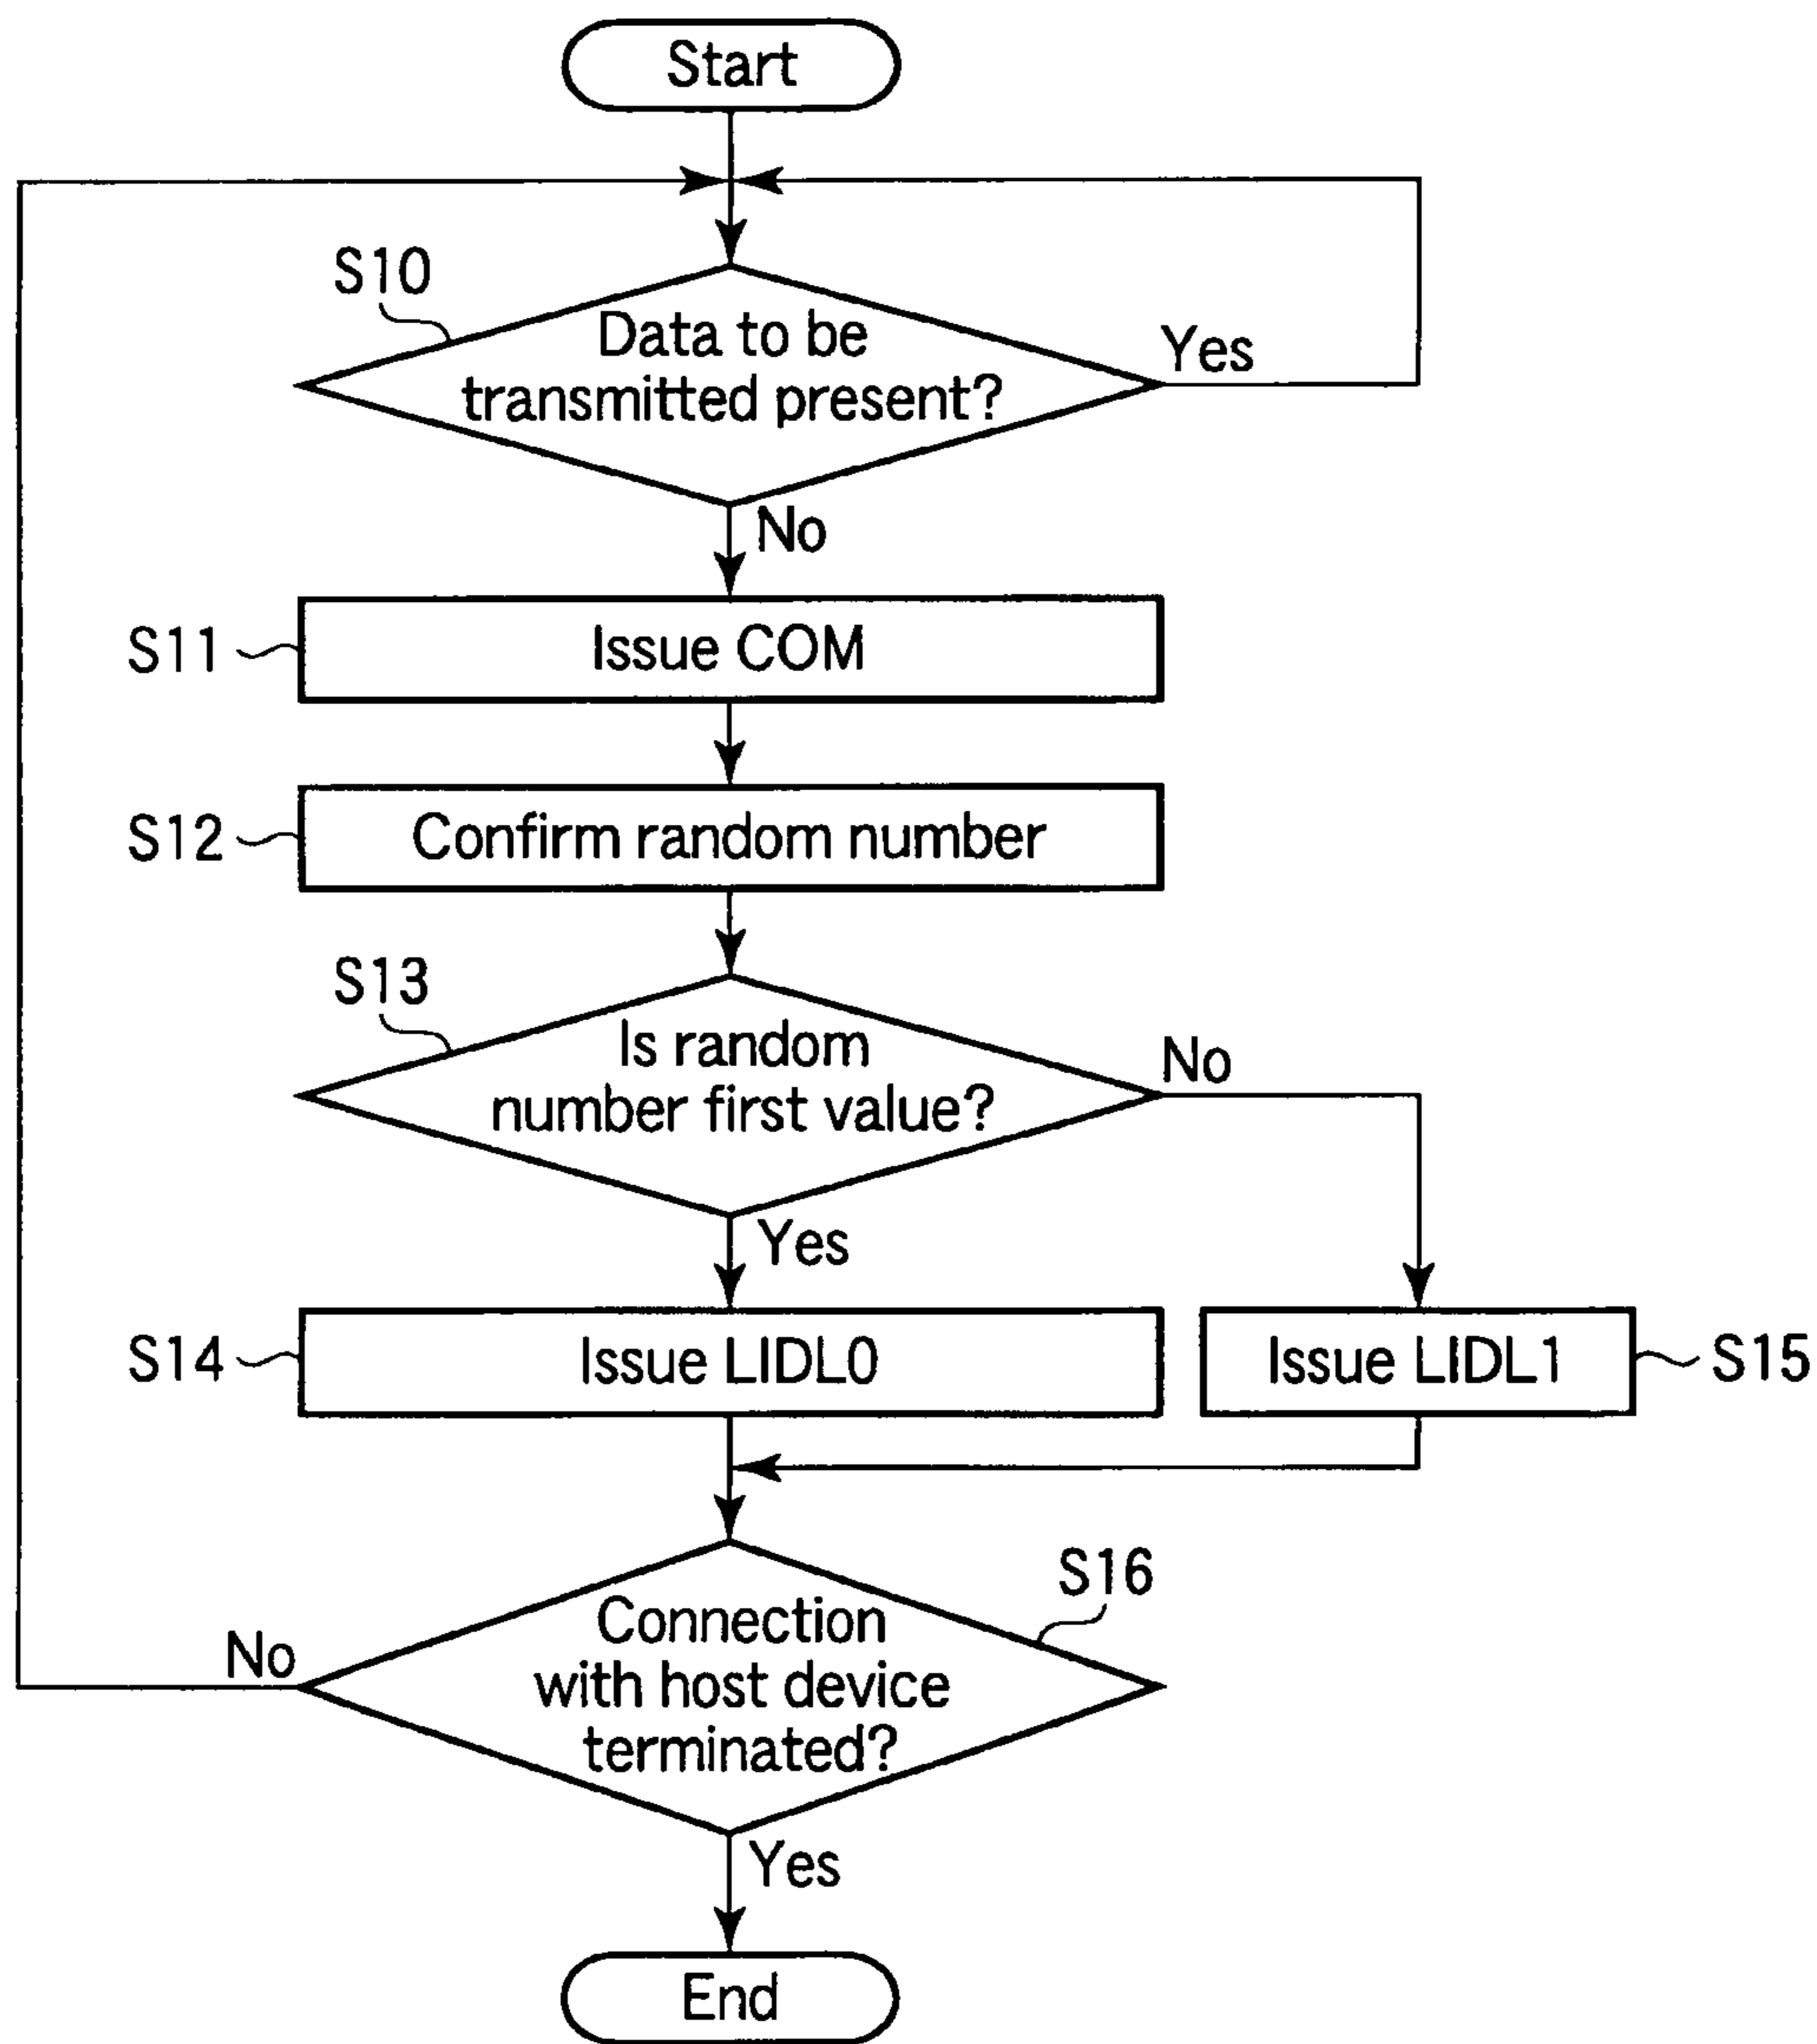 Start
S10
Data to be
transmitted present?
Yes
No
S11
Issue COM
S12
Confirm random number
S13
Is random
number first value?
No
Yes
S14
Issue LIDL0
Issue LIDL1
S15
S16
Connection
with host device
terminated?
No
Yes
End